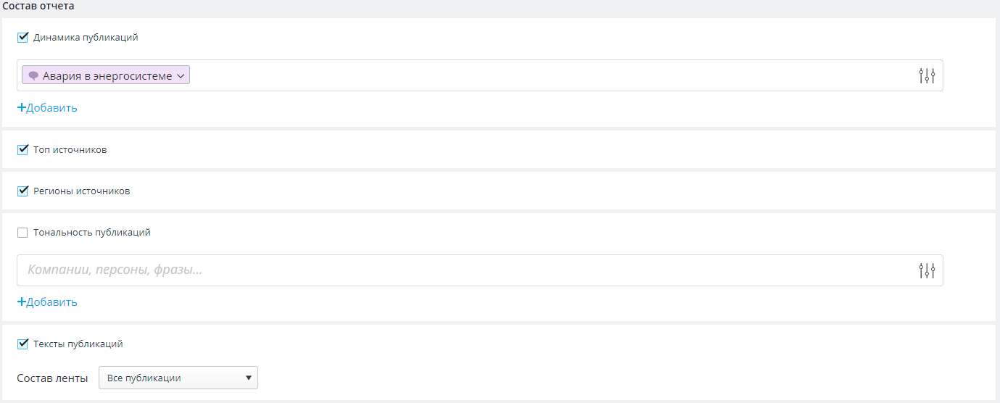 Состав отчета
Динамика публикаций
Авария в энергосистеме
+Добавить
Топ источников
Регионы источников
Тональность публикаций
Компании, персоны, фразы...
+Добавить
Тексты публикаций
Состав ленты Все публикации